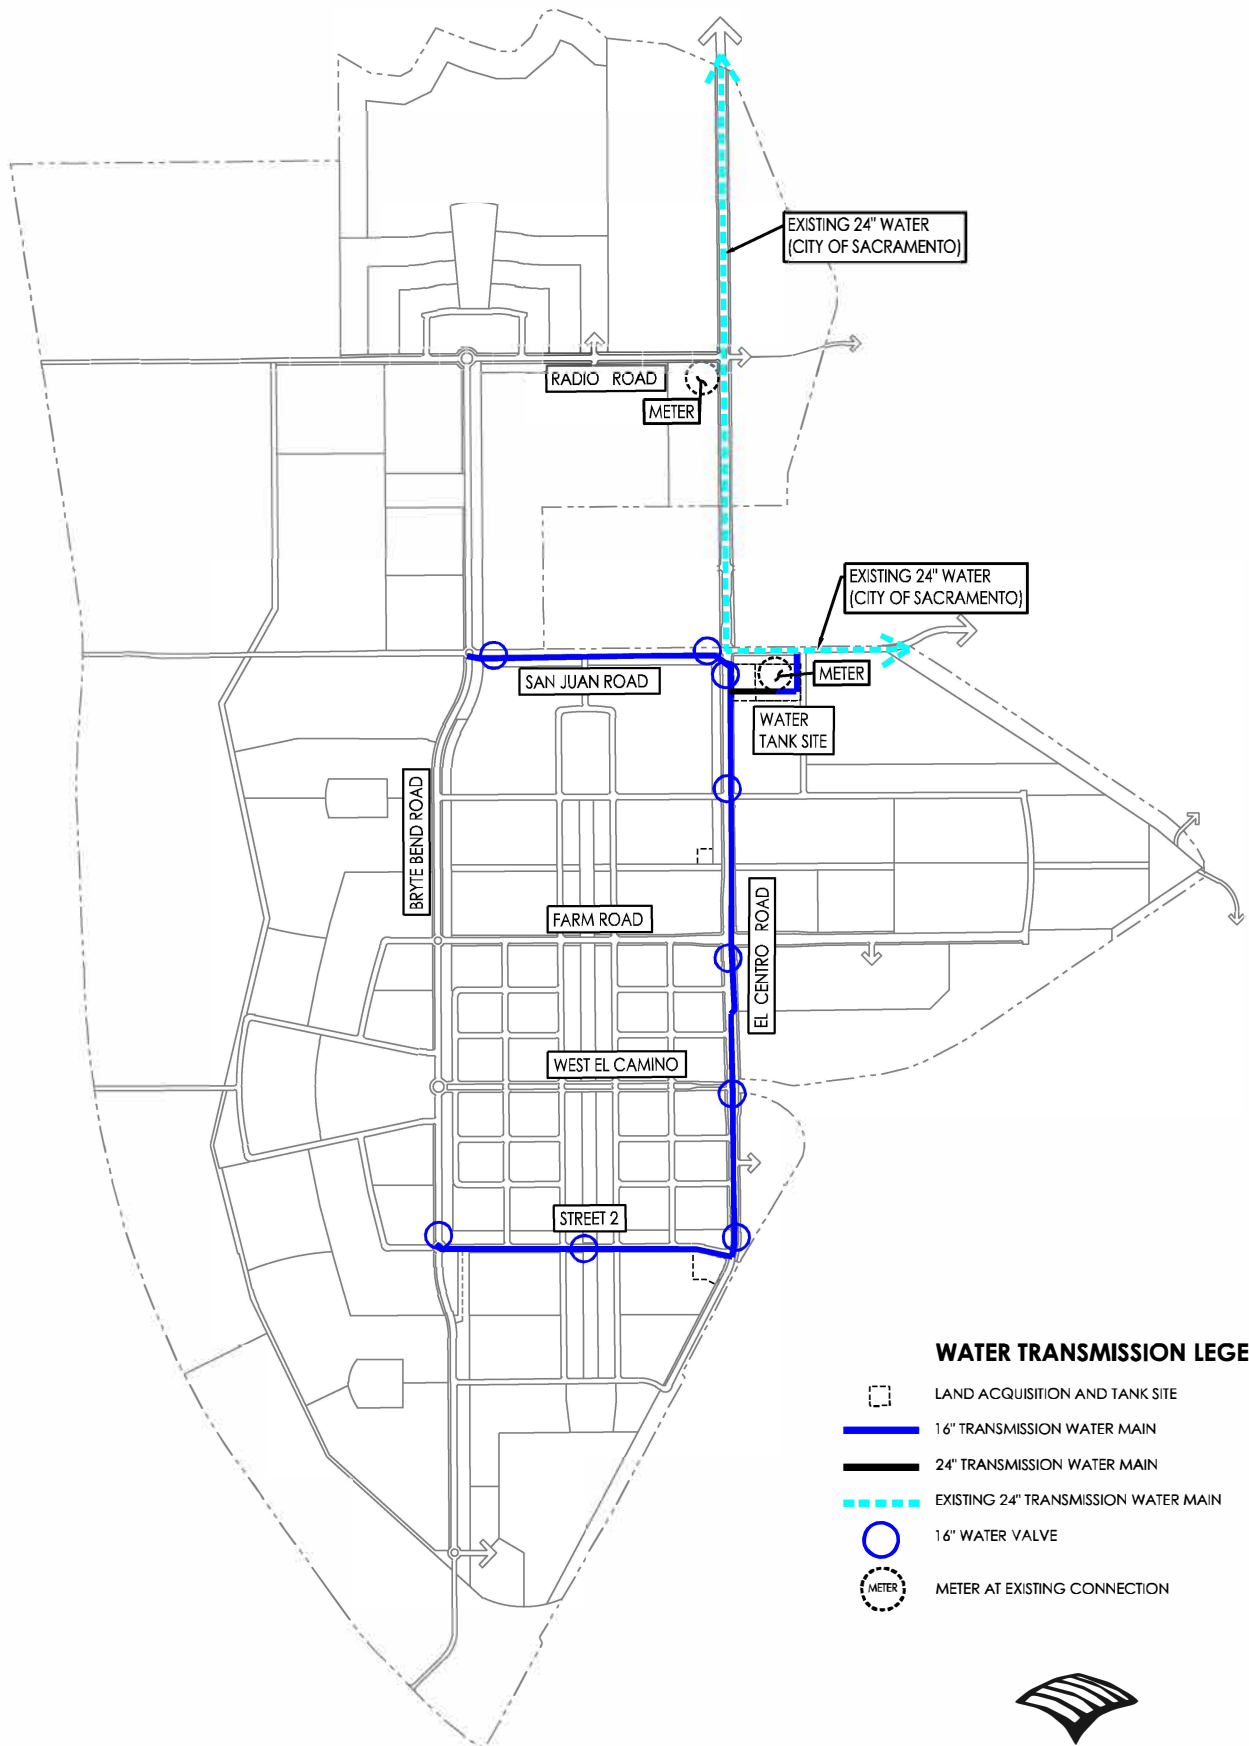 EXISTING 24" WATER
(CITY OF SACRAMENTO)
RADIO ROAD
METER
EXISTING 24" WATER
(CITY OF SACRAMENTO)
SAN JUAN ROAD
METER
WATER
TANK SITE
BRYTE BEND ROAD
FARM ROAD
EL CENTRO ROAD
WEST EL CAMINO
STREET 2
WATER TRANSMISSION LEGE
LAND ACQUISITION AND TANK SITE
16" TRANSMISSION WATER MAIN
24" TRANSMISSION WATER MAIN
EXISTING 24" TRANSMISSION WATER MAIN
16" WATER VALVE
METER
METER AT EXISTING CONNECTION